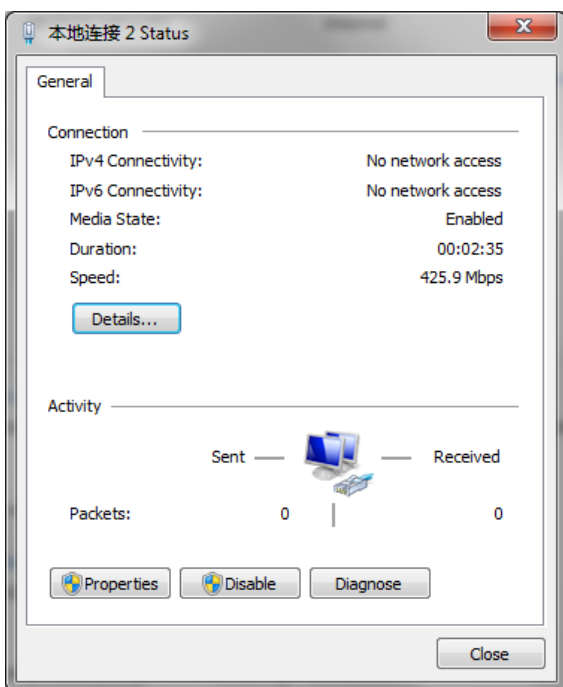 本地连接 2 Status
General
Connection
IPv4 Connectivity: No network access
IPv6 Connectivity: No network access
Media State: Enabled
Duration: 00:02:35
Speed: 425.9 Mbps
Details...
Activity
Sent Received
Packets: 0 0
Properties Disable Diagnose
Close